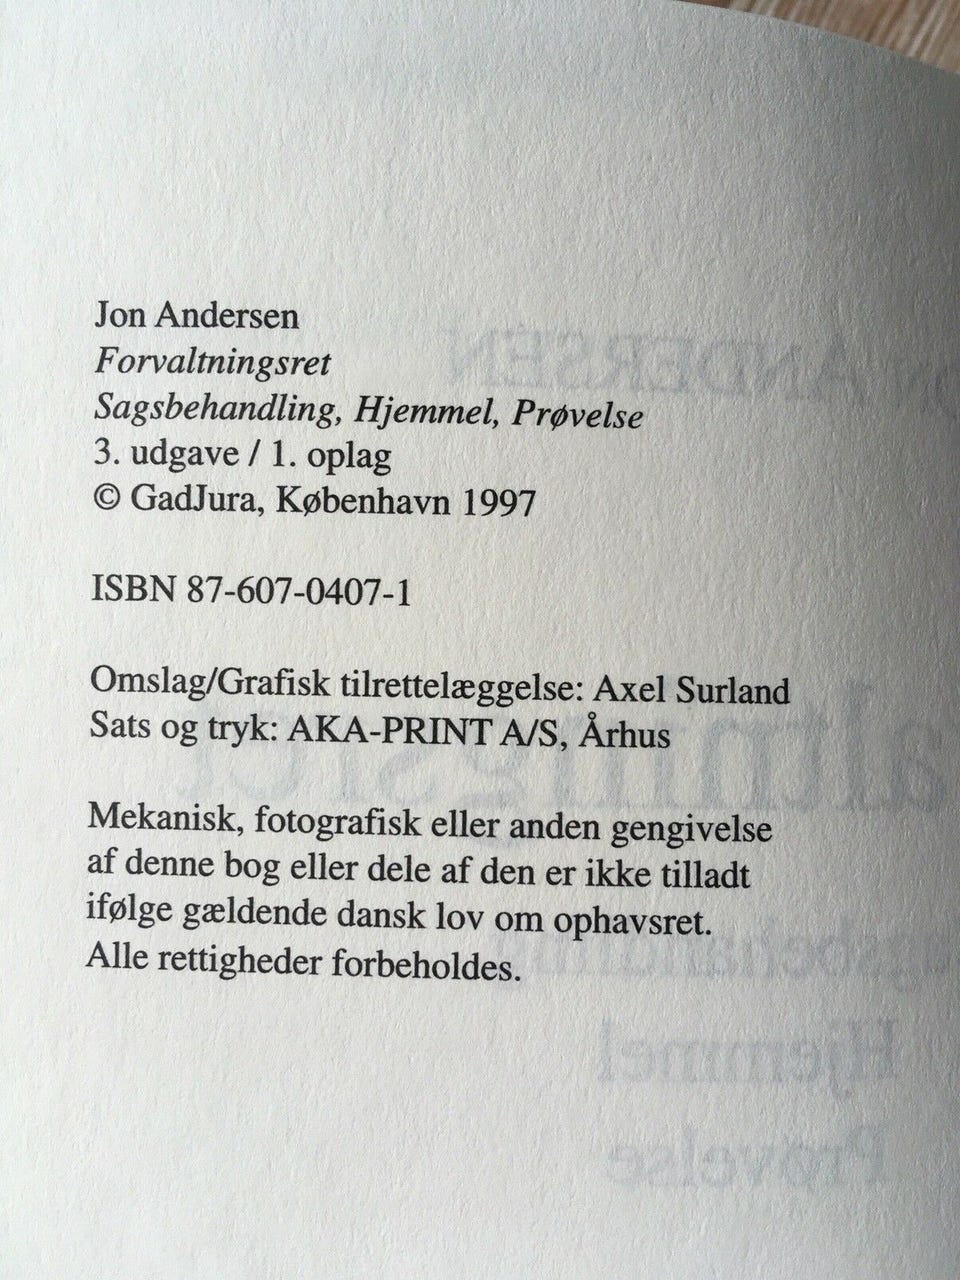 Jon Andersen
Forvaltningsret
Sagsbehandling, Hjemmel, Prøvelse
3. udgave / 1. oplag
© GadJura, København 1997
ISBN 87-607-0407-1
Omslag/Grafisk tilrettelæggelse: Axel Surland
Sats og tryk: AKA-PRINT A/S, Århus
Mekanisk, fotografisk eller anden gengivelse
af denne bog eller dele af den er ikke tilladt
ifølge gældende dansk lov om ophavsret.
Alle rettigheder forbeholdes.